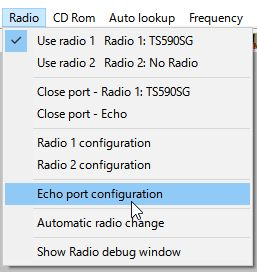 Radio CD Rom Auto lookup Frequency
Use radio 1 Radio 1: TS590SG
Use radio 2 Radio 2: No Radio
Close port - Radio 1: TS590SG
Close port - Echo
Radio 1 configuration
Radio 2 configuration
Echo port configuration
Automatic radio change
Show Radio debug window